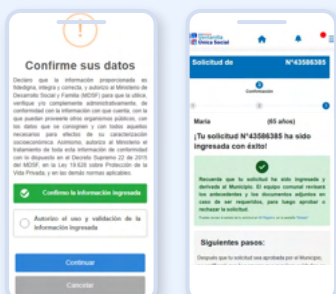 Confirme sus datos
Declaro que la información proporcionada es
fidedigna, íntegra y correcta, y autorizo al Ministerio de
Desarrollo Social y Familia (MDSF) para que la utilice,
verifique y/o complemente administrativamente, de
conformidad con la información con que cuenta, con la
que puedan proveerle otros organismos públicos, con
los datos que se consignen y con todos aquellos
necesarios para efectos de su caracterización
socioeconómica. Asimismo, autorizo al Ministerio el
tratamiento de toda esta información de conformidad
con lo dispuesto en el Decreto Supremo 22 de 2015
del MDSF, en la Ley 19.628 sobre Protección de la
Vida Privada, y en las demás normas aplicables.
Confirmo la información ingresada
Autorizo el uso y validación de la
información ingresada
Continuar
Cancelar
Ventanilla
Única Social
Solicitud de N°43586385
3
Confirmación
María (65 años)
¡Tu solicitud N°43586385 ha sido
ingresada con éxito!
Recuerda que tu solicitud ha sido ingresada y
derivada al Municipio. El equipo comunal revisará
los antecedentes y los documentos adjuntos en
caso de ser requeridos, para luego aprobar o
rechazar la solicitud.
Siguientes pasos:
Después que tu solicitud sea aprobada por el Municipio,